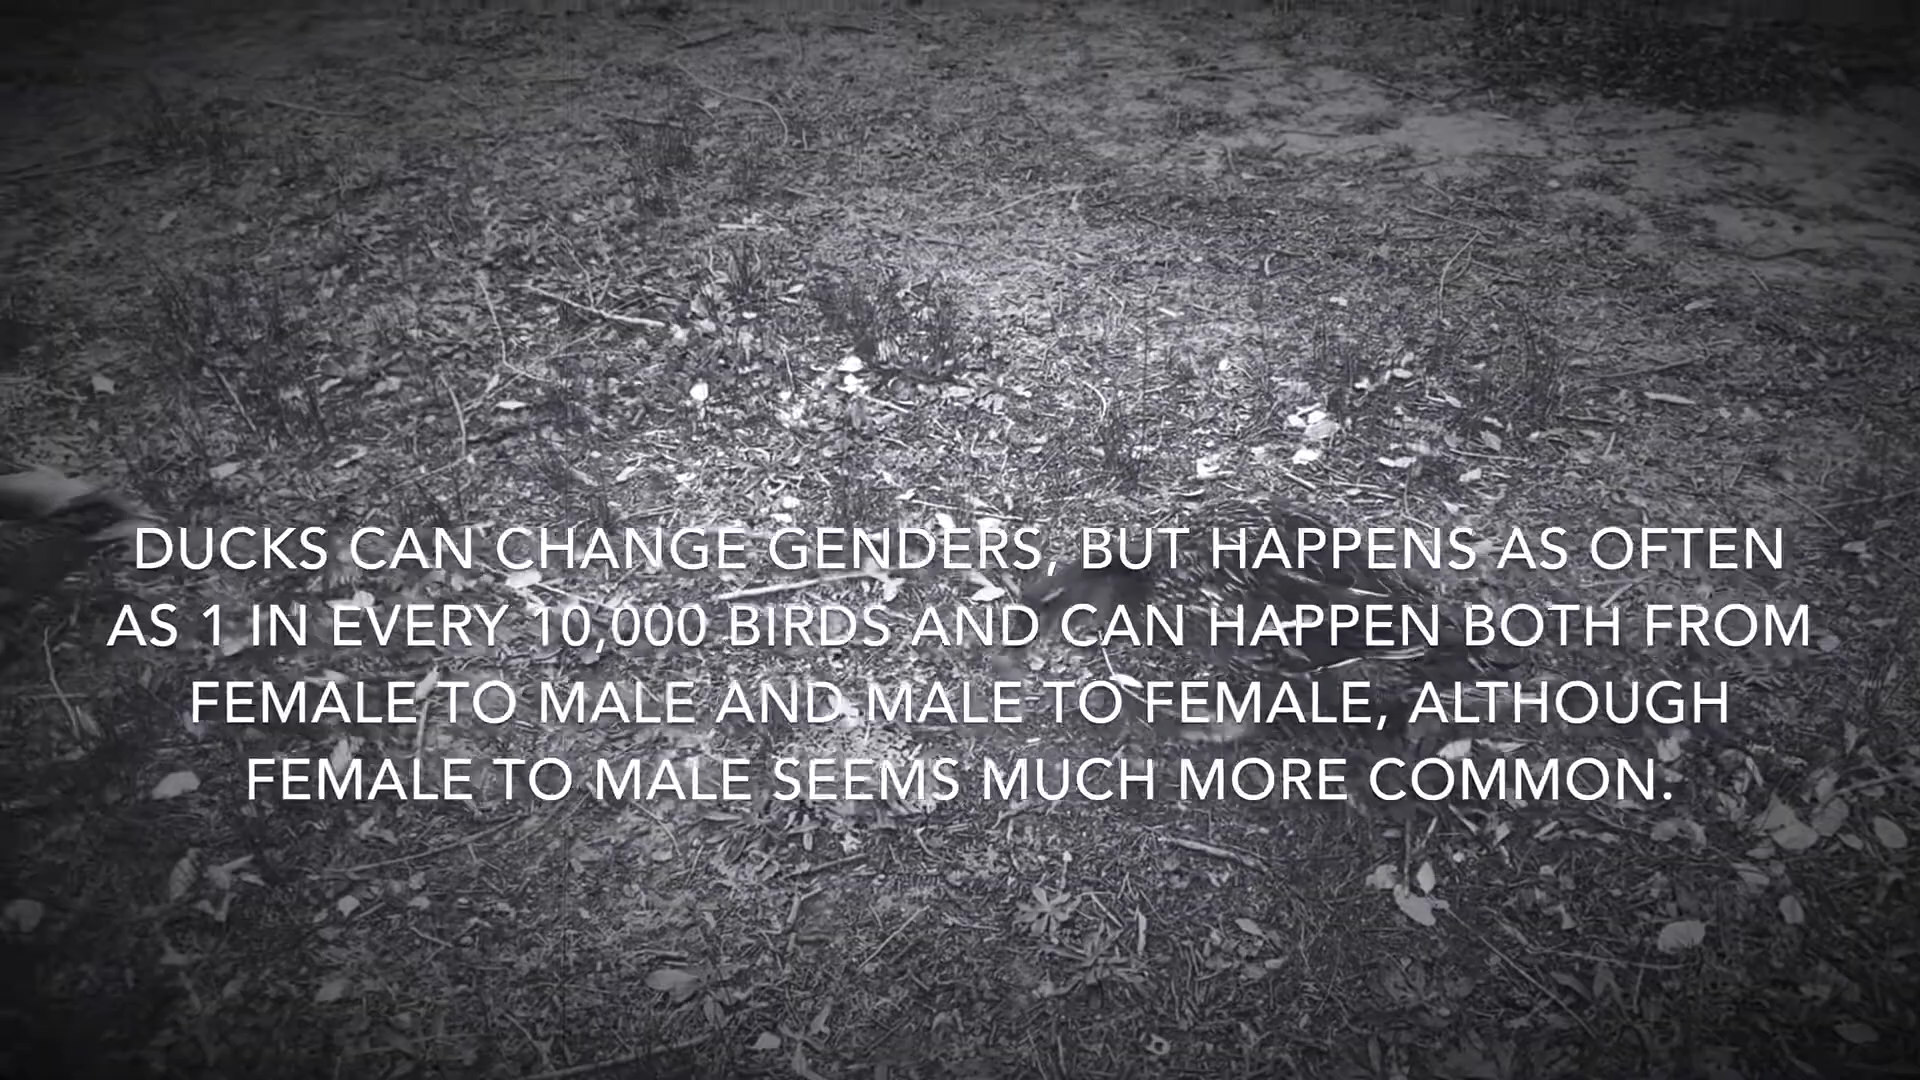 DUCKS CAN CHANGE GENDERS, BUT HAPPENS AS OFTEN
AS 1 IN EVERY 10,000 BIRDS AND CAN HAPPEN BOTH FROM
FEMALE TO MALE AND MALE TO FEMALE, ALTHOUGH
FEMALE TO MALE SEEMS MUCH MORE COMMON.